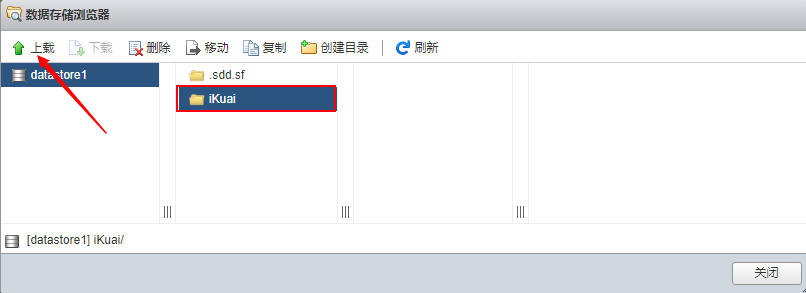 数据存储浏览器
上载 下载 删除 移动 复制 创建目录 刷新
datastore1 .sdd.sf
iKuai
[datastore1] iKuai/
关闭